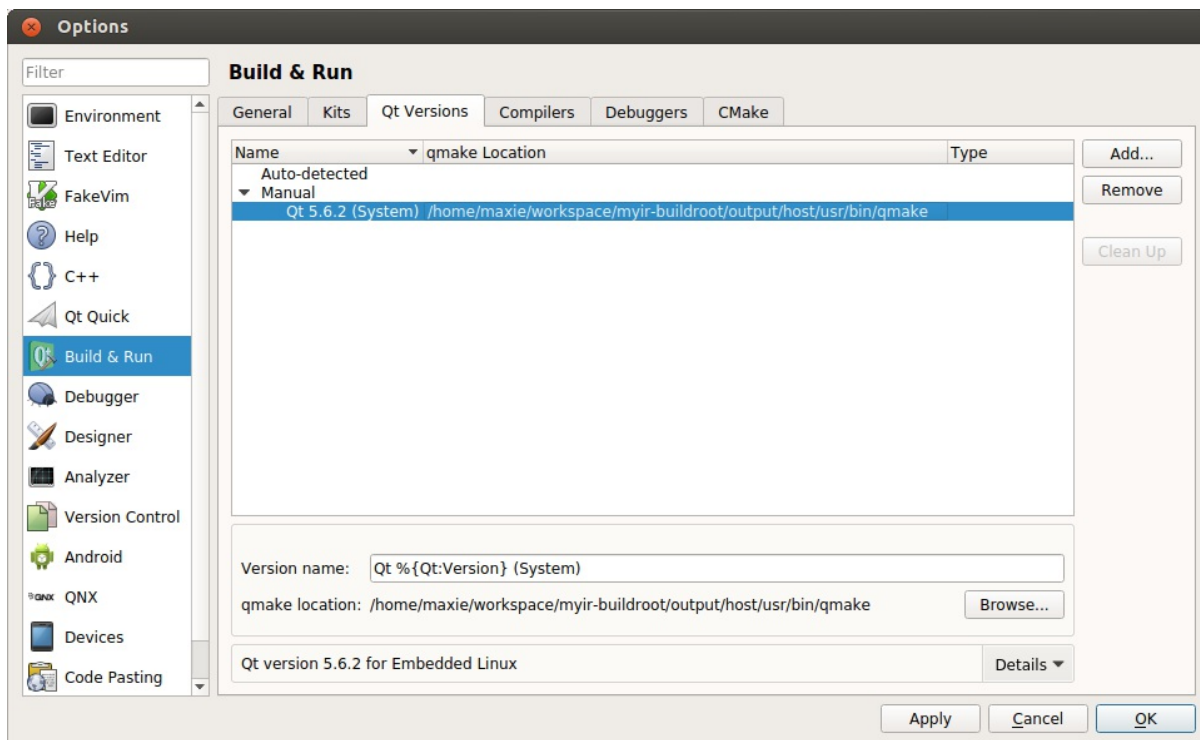 Options
Filter
Environment
Text Editor
FakeVim
Help
C++
Qt Quick
Build & Run
Debugger
Designer
Analyzer
Version Control
Android
QNX
Devices
Code Pasting
Build & Run
General Kits Qt Versions Compilers Debuggers CMake
Name qmake Location Type
Auto-detected
Manual
Qt 5.6.2 (System) /home/maxie/workspace/myir-buildroot/output/host/usr/bin/qmake
Add...
Remove
Clean Up
Version name: Qt %{Qt:Version} (System)
qmake location: /home/maxie/workspace/myir-buildroot/output/host/usr/bin/qmake Browse...
Qt version 5.6.2 for Embedded Linux Details
Apply Cancel OK